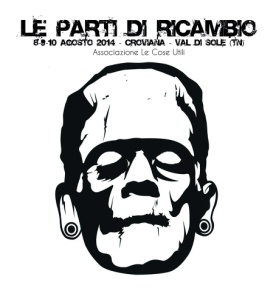 LE PARTI DI RICAMBIO
8-9-10 AGOSTO 2014 - CROVIANA - VAL DI SOLE (TN)
Associazione Le Cose Utili